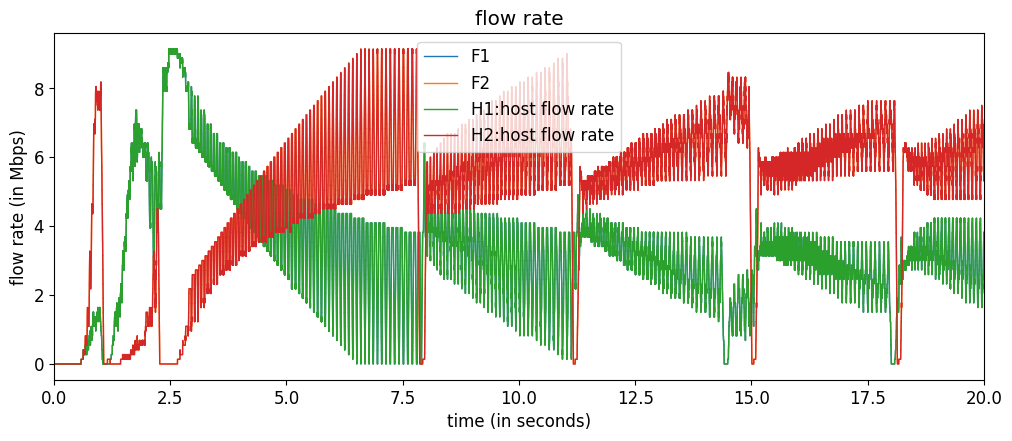 flow rate
F1
F2
H1:host flow rate
H2:host flow rate
flow rate (in Mbps)
8
6
4
2
0
0.0 2.5 5.0 7.5 10.0 12.5 15.0 17.5 20.0
time (in seconds)